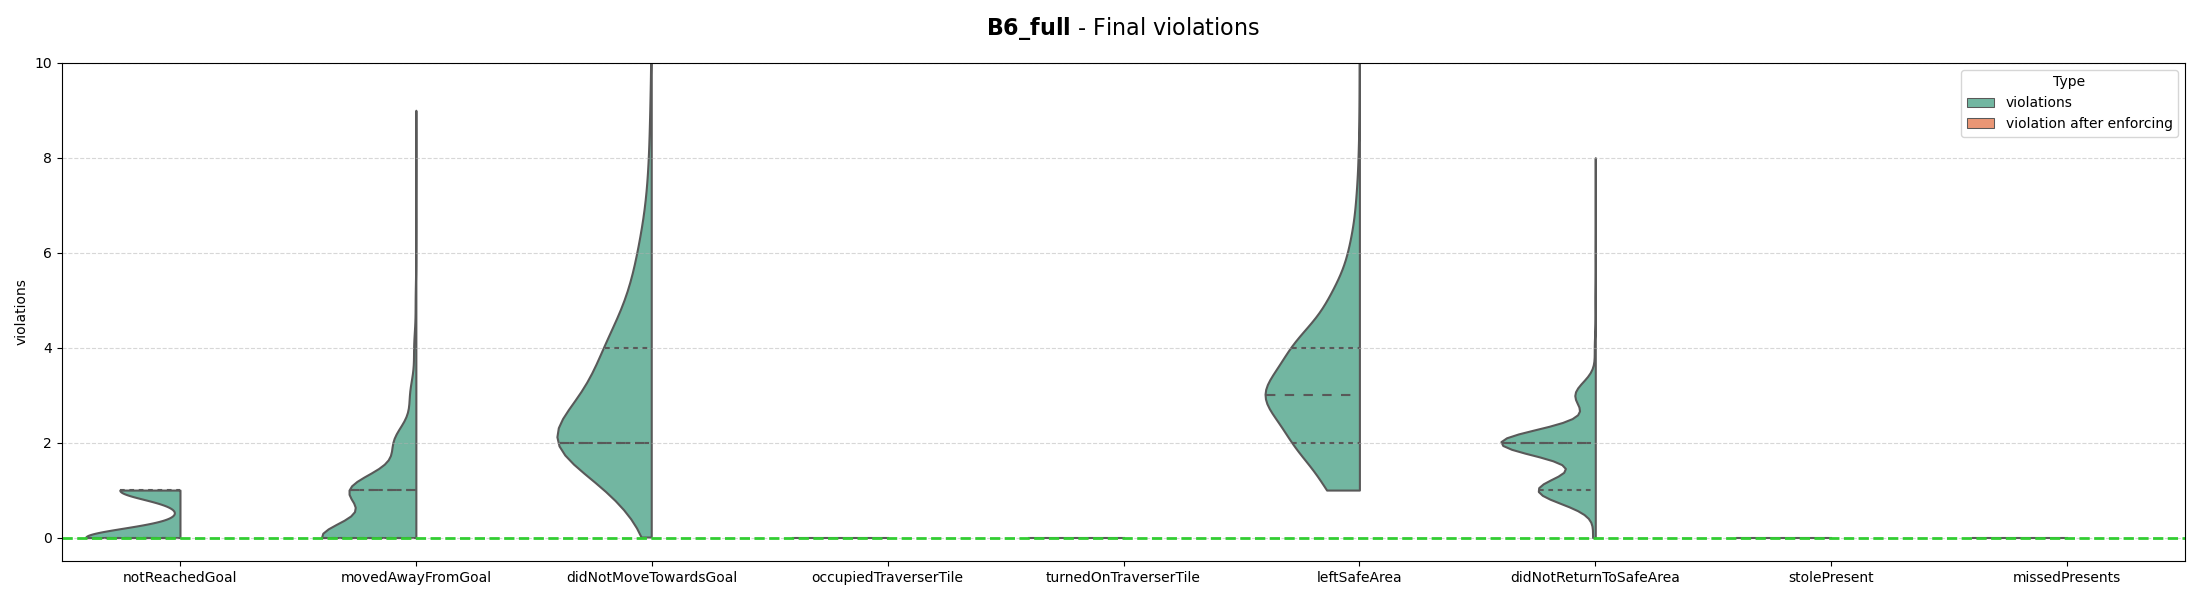 B6_full - Final violations
Type
violations
violation after enforcing
violations
10
8
6
4
2
0
notReachedGoal movedAwayFromGoal didNotMoveTowardsGoal occupiedTraverserTile turnedOnTraverserTile leftSafeArea didNotReturnToSafeArea stolePresent missedPresents